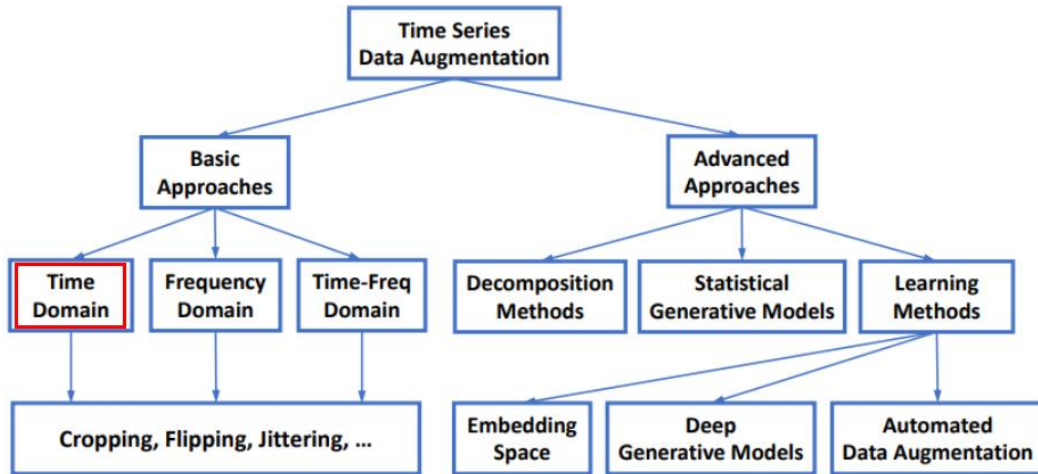 Time Series
Data Augmentation
Basic
Approaches
Advanced
Approaches
Time
Domain
Frequency
Domain
Time-Freq
Domain
Decomposition
Methods
Statistical
Generative Models
Learning
Methods
Cropping, Flipping, Jittering, ...
Embedding
Space
Deep
Generative Models
Automated
Data Augmentation